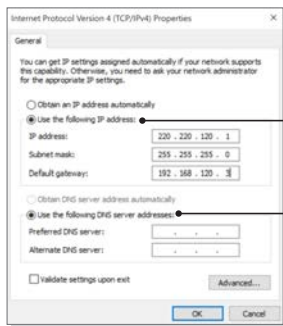 Internet Protocol Version 4 (TCP/IPv4) Properties
General
You can get IP settings assigned automatically if your network supports
this capability. Otherwise, you need to ask your network administrator
for the appropriate IP settings.
Obtain an IP address automatically
Use the following IP address:
IP address: 220 . 220 . 120 . 1
Subnet mask: 255 . 255 . 255 . 0
Default gateway: 192 . 168 . 120 . 3
Obtain DNS server address automatically
Use the following DNS server addresses:
Preferred DNS server: . . .
Alternate DNS server: . . .
Validate settings upon exit
Advanced...
OK Cancel